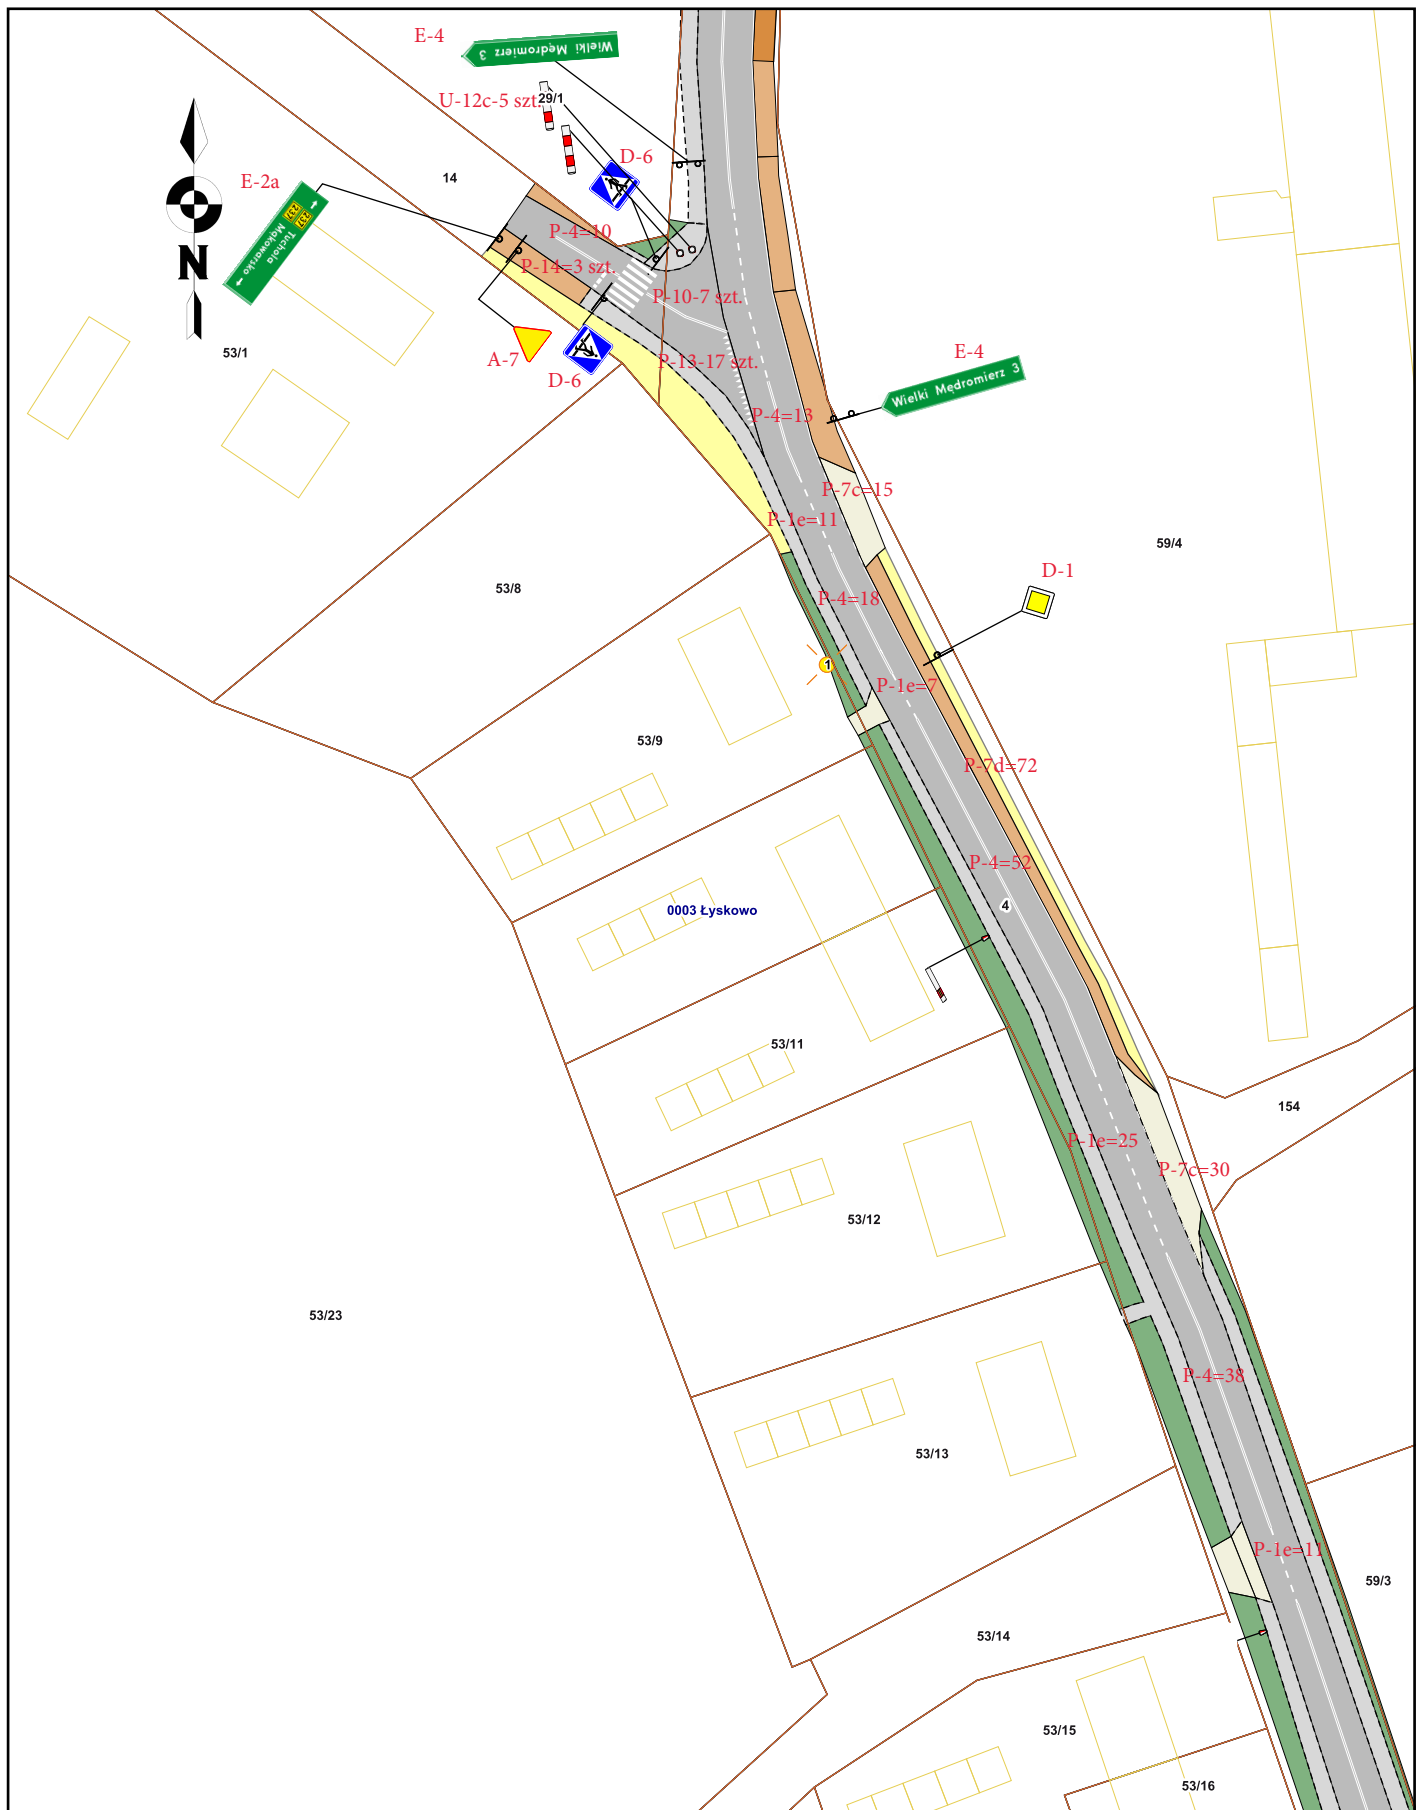 E-4
Wielki Mędromierz 3
U-12c-5 szt.
29/1
D-6
14
E-2a
237
237
Tuchola
Mąkowarsko
P-4=10
P-14=3 szt.
N
P-10-7 szt.
53/1
A-7
D-6
P-13-17 szt.
E-4
Wielki Mędromierz 3
P-4=13
P-7c=15
P-1e=11
59/4
D-1
53/8
P-4=18
1
P-1e=7
53/9
P-7d=72
P-4=52
4
0003 Łyskowo
53/11
154
P-1e=25
P-7c=30
53/12
53/23
P-4=38
53/13
P-1e=11
59/3
53/14
53/15
53/16